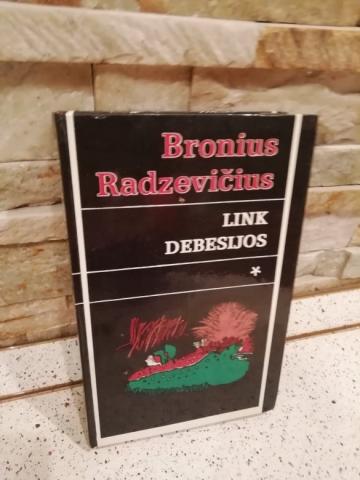 Bronius
Radzevičius
LINK
DEBESIJOS
*